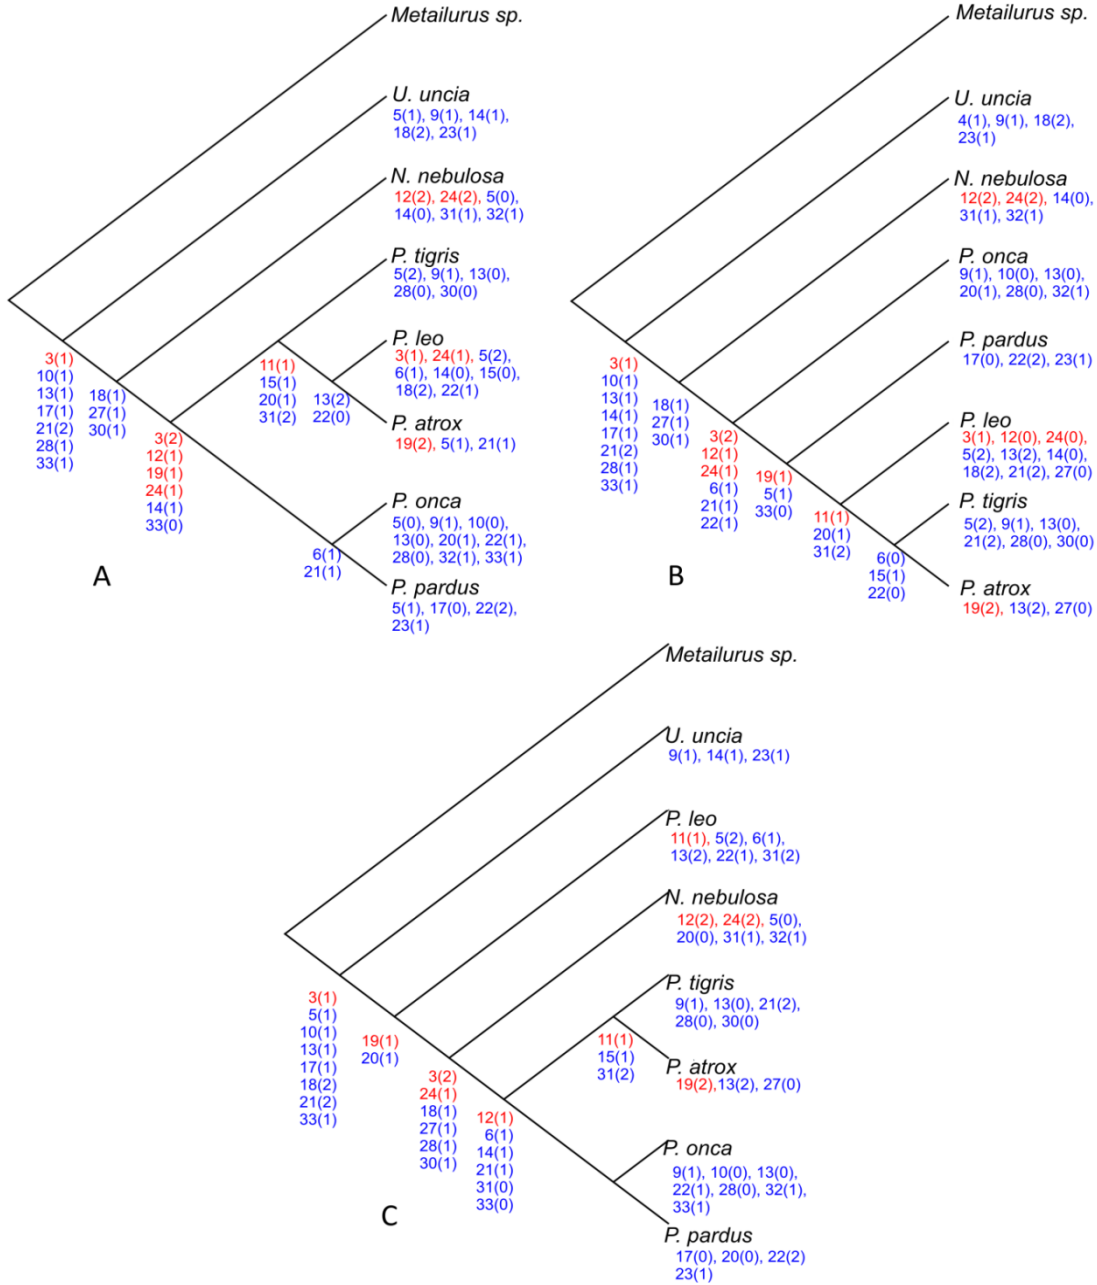 Metailurus sp.
U. uncia
5(1), 9(1), 14(1),
18(2), 23(1)
N. nebulosa
12(2), 24(2), 5(0),
14(0), 31(1), 32(1)
P. tigris
5(2), 9(1), 13(0),
28(0), 30(0)
P. leo
3(1), 24(1), 5(2),
6(1), 14(0), 15(0),
18(2), 22(1)
P. atrox
19(2), 5(1), 21(1)
P. onca
5(0), 9(1), 10(0),
13(0), 20(1), 22(1),
28(0), 32(1), 33(1)
P. pardus
5(1), 17(0), 22(2),
23(1)
3(1)
10(1)
13(1)
17(1)
21(2)
28(1)
33(1)
18(1)
27(1)
30(1)
3(2)
12(1)
19(1)
24(1)
14(1)
33(0)
11(1)
15(1)
20(1)
31(2)
13(2)
22(0)
6(1)
21(1)
A
Metailurus sp.
U. uncia
4(1), 9(1), 18(2),
23(1)
N. nebulosa
12(2), 24(2), 14(0),
31(1), 32(1)
P. onca
9(1), 10(0), 13(0),
20(1), 28(0), 32(1)
P. pardus
17(0), 22(2), 23(1)
P. leo
3(1), 12(0), 24(0),
5(2), 13(2), 14(0),
18(2), 21(2), 27(0)
P. tigris
5(2), 9(1), 13(0),
21(2), 28(0), 30(0)
P. atrox
19(2), 13(2), 27(0)
3(1)
10(1)
13(1)
14(1)
17(1)
21(2)
28(1)
33(1)
18(1)
27(1)
30(1)
3(2)
12(1)
24(1)
6(1)
21(1)
22(1)
19(1)
5(1)
33(0)
11(1)
20(1)
31(2)
6(0)
15(1)
22(0)
B
Metailurus sp.
U. uncia
9(1), 14(1), 23(1)
P. leo
11(1), 5(2), 6(1),
13(2), 22(1), 31(2)
N. nebulosa
12(2), 24(2), 5(0),
20(0), 31(1), 32(1)
P. tigris
9(1), 13(0), 21(2),
28(0), 30(0)
P. atrox
19(2),13(2), 27(0)
P. onca
9(1), 10(0), 13(0),
22(1), 28(0), 32(1),
33(1)
P. pardus
17(0), 20(0), 22(2)
23(1)
3(1)
5(1)
10(1)
13(1)
17(1)
18(2)
21(2)
33(1)
19(1)
20(1)
3(2)
24(1)
18(1)
27(1)
28(1)
30(1)
12(1)
6(1)
14(1)
21(1)
31(0)
33(0)
11(1)
15(1)
31(2)
C